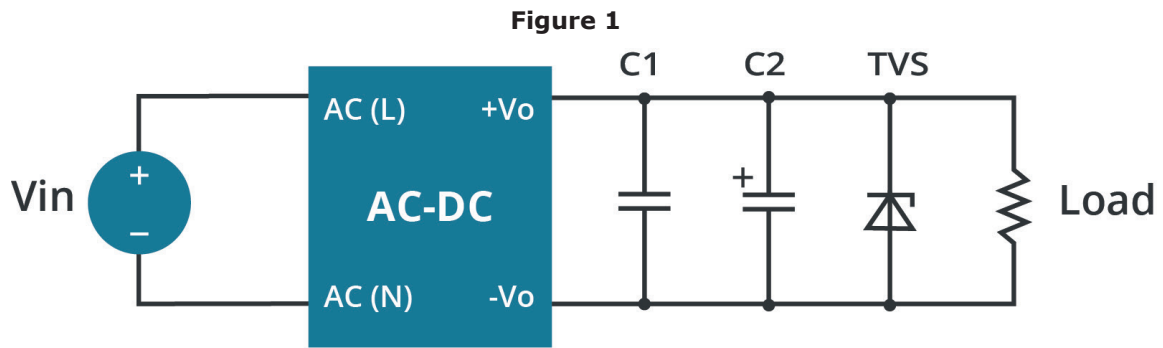 Figure 1
C1
C2
TVS
AC (L)
+Vo
+
Vin
AC-DC
+
Load
−
AC (N)
-Vo